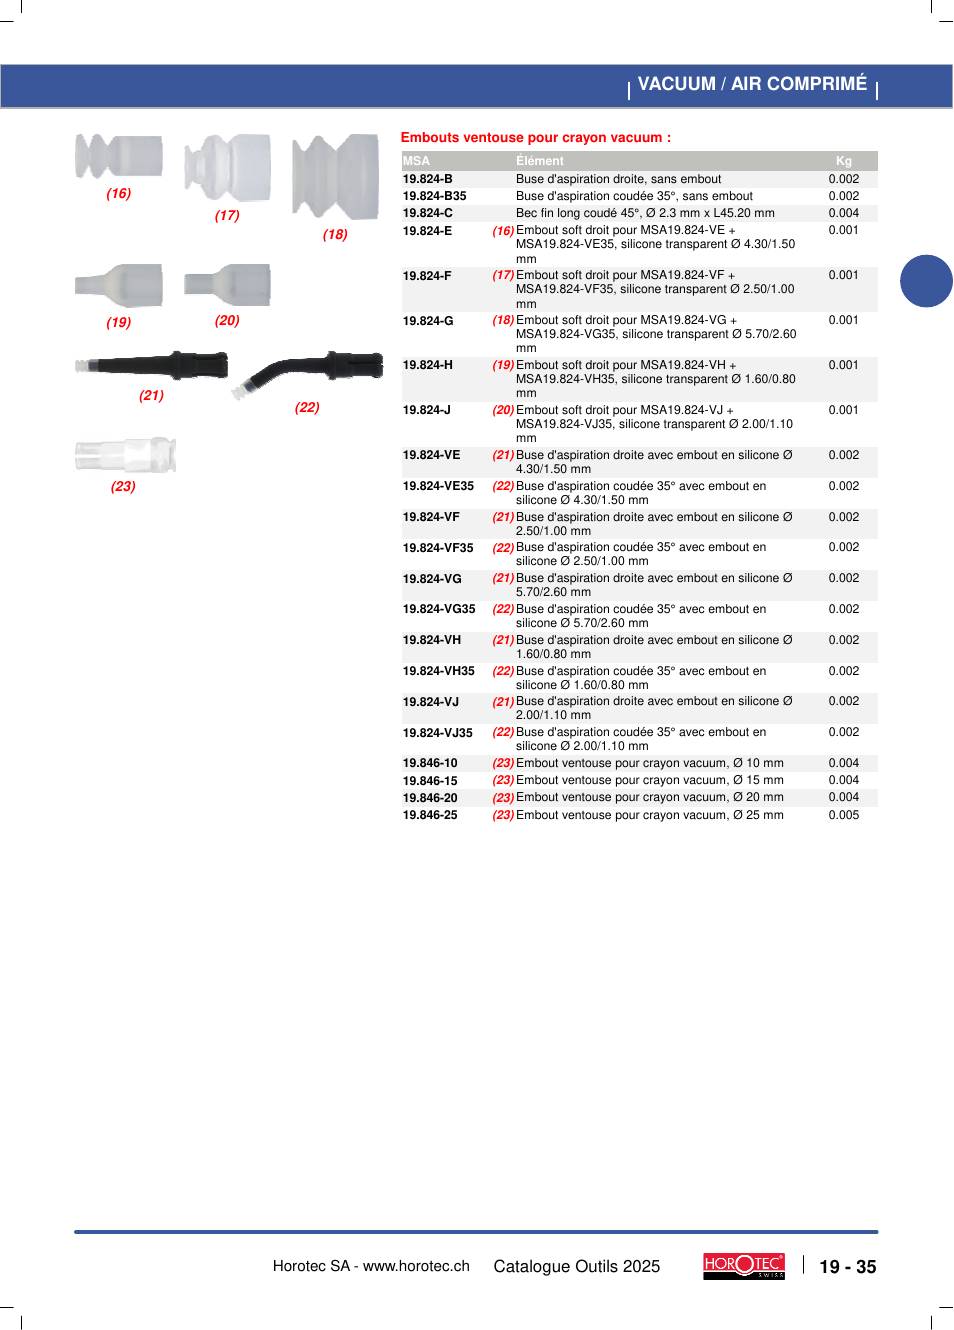 VACUUM / AIR COMPRIMÉ
(16)
(17)
(18)
(19)
(20)
(21)
(22)
(23)
Embouts ventouse pour crayon vacuum :
MSA Élément Kg
19.824-B Buse d'aspiration droite, sans embout 0.002
19.824-B35 Buse d'aspiration coudée 35°, sans embout 0.002
19.824-C Bec fin long coudé 45°, Ø 2.3 mm x L45.20 mm 0.004
19.824-E (16) Embout soft droit pour MSA19.824-VE + 0.001
MSA19.824-VE35, silicone transparent Ø 4.30/1.50
mm
19.824-F (17) Embout soft droit pour MSA19.824-VF + 0.001
MSA19.824-VF35, silicone transparent Ø 2.50/1.00
mm
19.824-G (18) Embout soft droit pour MSA19.824-VG + 0.001
MSA19.824-VG35, silicone transparent Ø 5.70/2.60
mm
19.824-H (19) Embout soft droit pour MSA19.824-VH + 0.001
MSA19.824-VH35, silicone transparent Ø 1.60/0.80
mm
19.824-J (20) Embout soft droit pour MSA19.824-VJ + 0.001
MSA19.824-VJ35, silicone transparent Ø 2.00/1.10
mm
19.824-VE (21) Buse d'aspiration droite avec embout en silicone Ø 0.002
4.30/1.50 mm
19.824-VE35 (22) Buse d'aspiration coudée 35° avec embout en 0.002
silicone Ø 4.30/1.50 mm
19.824-VF (21) Buse d'aspiration droite avec embout en silicone Ø 0.002
2.50/1.00 mm
19.824-VF35 (22) Buse d'aspiration coudée 35° avec embout en 0.002
silicone Ø 2.50/1.00 mm
19.824-VG (21) Buse d'aspiration droite avec embout en silicone Ø 0.002
5.70/2.60 mm
19.824-VG35 (22) Buse d'aspiration coudée 35° avec embout en 0.002
silicone Ø 5.70/2.60 mm
19.824-VH (21) Buse d'aspiration droite avec embout en silicone Ø 0.002
1.60/0.80 mm
19.824-VH35 (22) Buse d'aspiration coudée 35° avec embout en 0.002
silicone Ø 1.60/0.80 mm
19.824-VJ (21) Buse d'aspiration droite avec embout en silicone Ø 0.002
2.00/1.10 mm
19.824-VJ35 (22) Buse d'aspiration coudée 35° avec embout en 0.002
silicone Ø 2.00/1.10 mm
19.846-10 (23) Embout ventouse pour crayon vacuum, Ø 10 mm 0.004
19.846-15 (23) Embout ventouse pour crayon vacuum, Ø 15 mm 0.004
19.846-20 (23) Embout ventouse pour crayon vacuum, Ø 20 mm 0.004
19.846-25 (23) Embout ventouse pour crayon vacuum, Ø 25 mm 0.005
Horotec SA - www.horotec.ch Catalogue Outils 2025 HOROTEC 19 - 35
SWISS